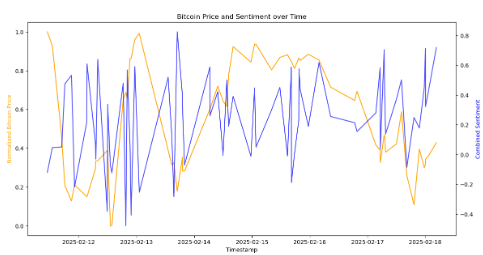 Bitcoin Price and Sentiment over Time
1.0
0.8
0.6
0.4
0.2
0.0
Normalized Bitcoin Price
0.8
0.6
0.4
0.2
0.0
−0.2
−0.4
Combined Sentiment
2025-02-12 2025-02-13 2025-02-14 2025-02-15 2025-02-16 2025-02-17 2025-02-18
Timestamp